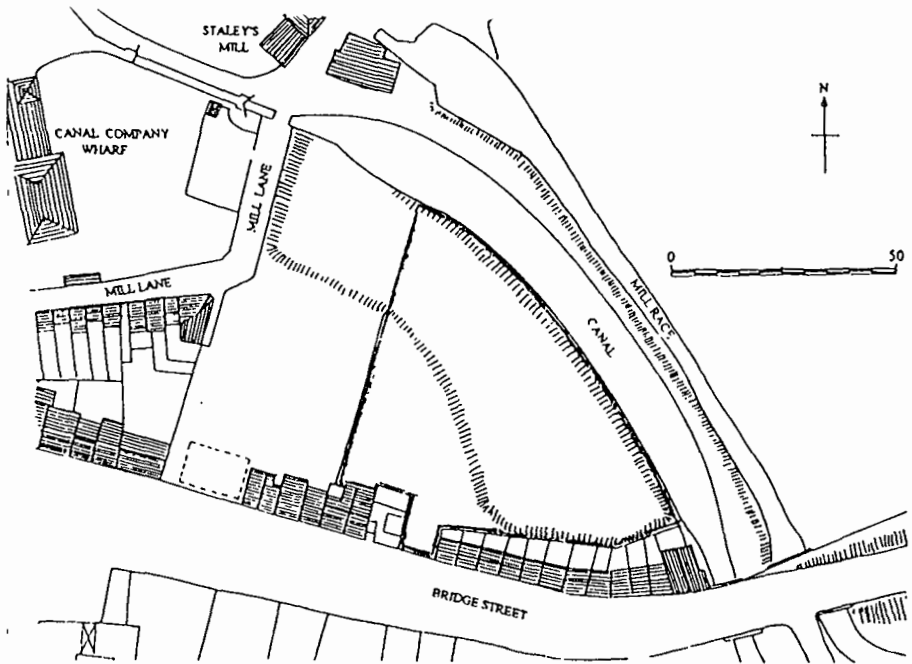 STALEY'S
MILL
N
CANAL COMPANY
WHARF
MILL LANE
0 50
MILL LANE
MILL RACE
CANAL
BRIDGE STREET